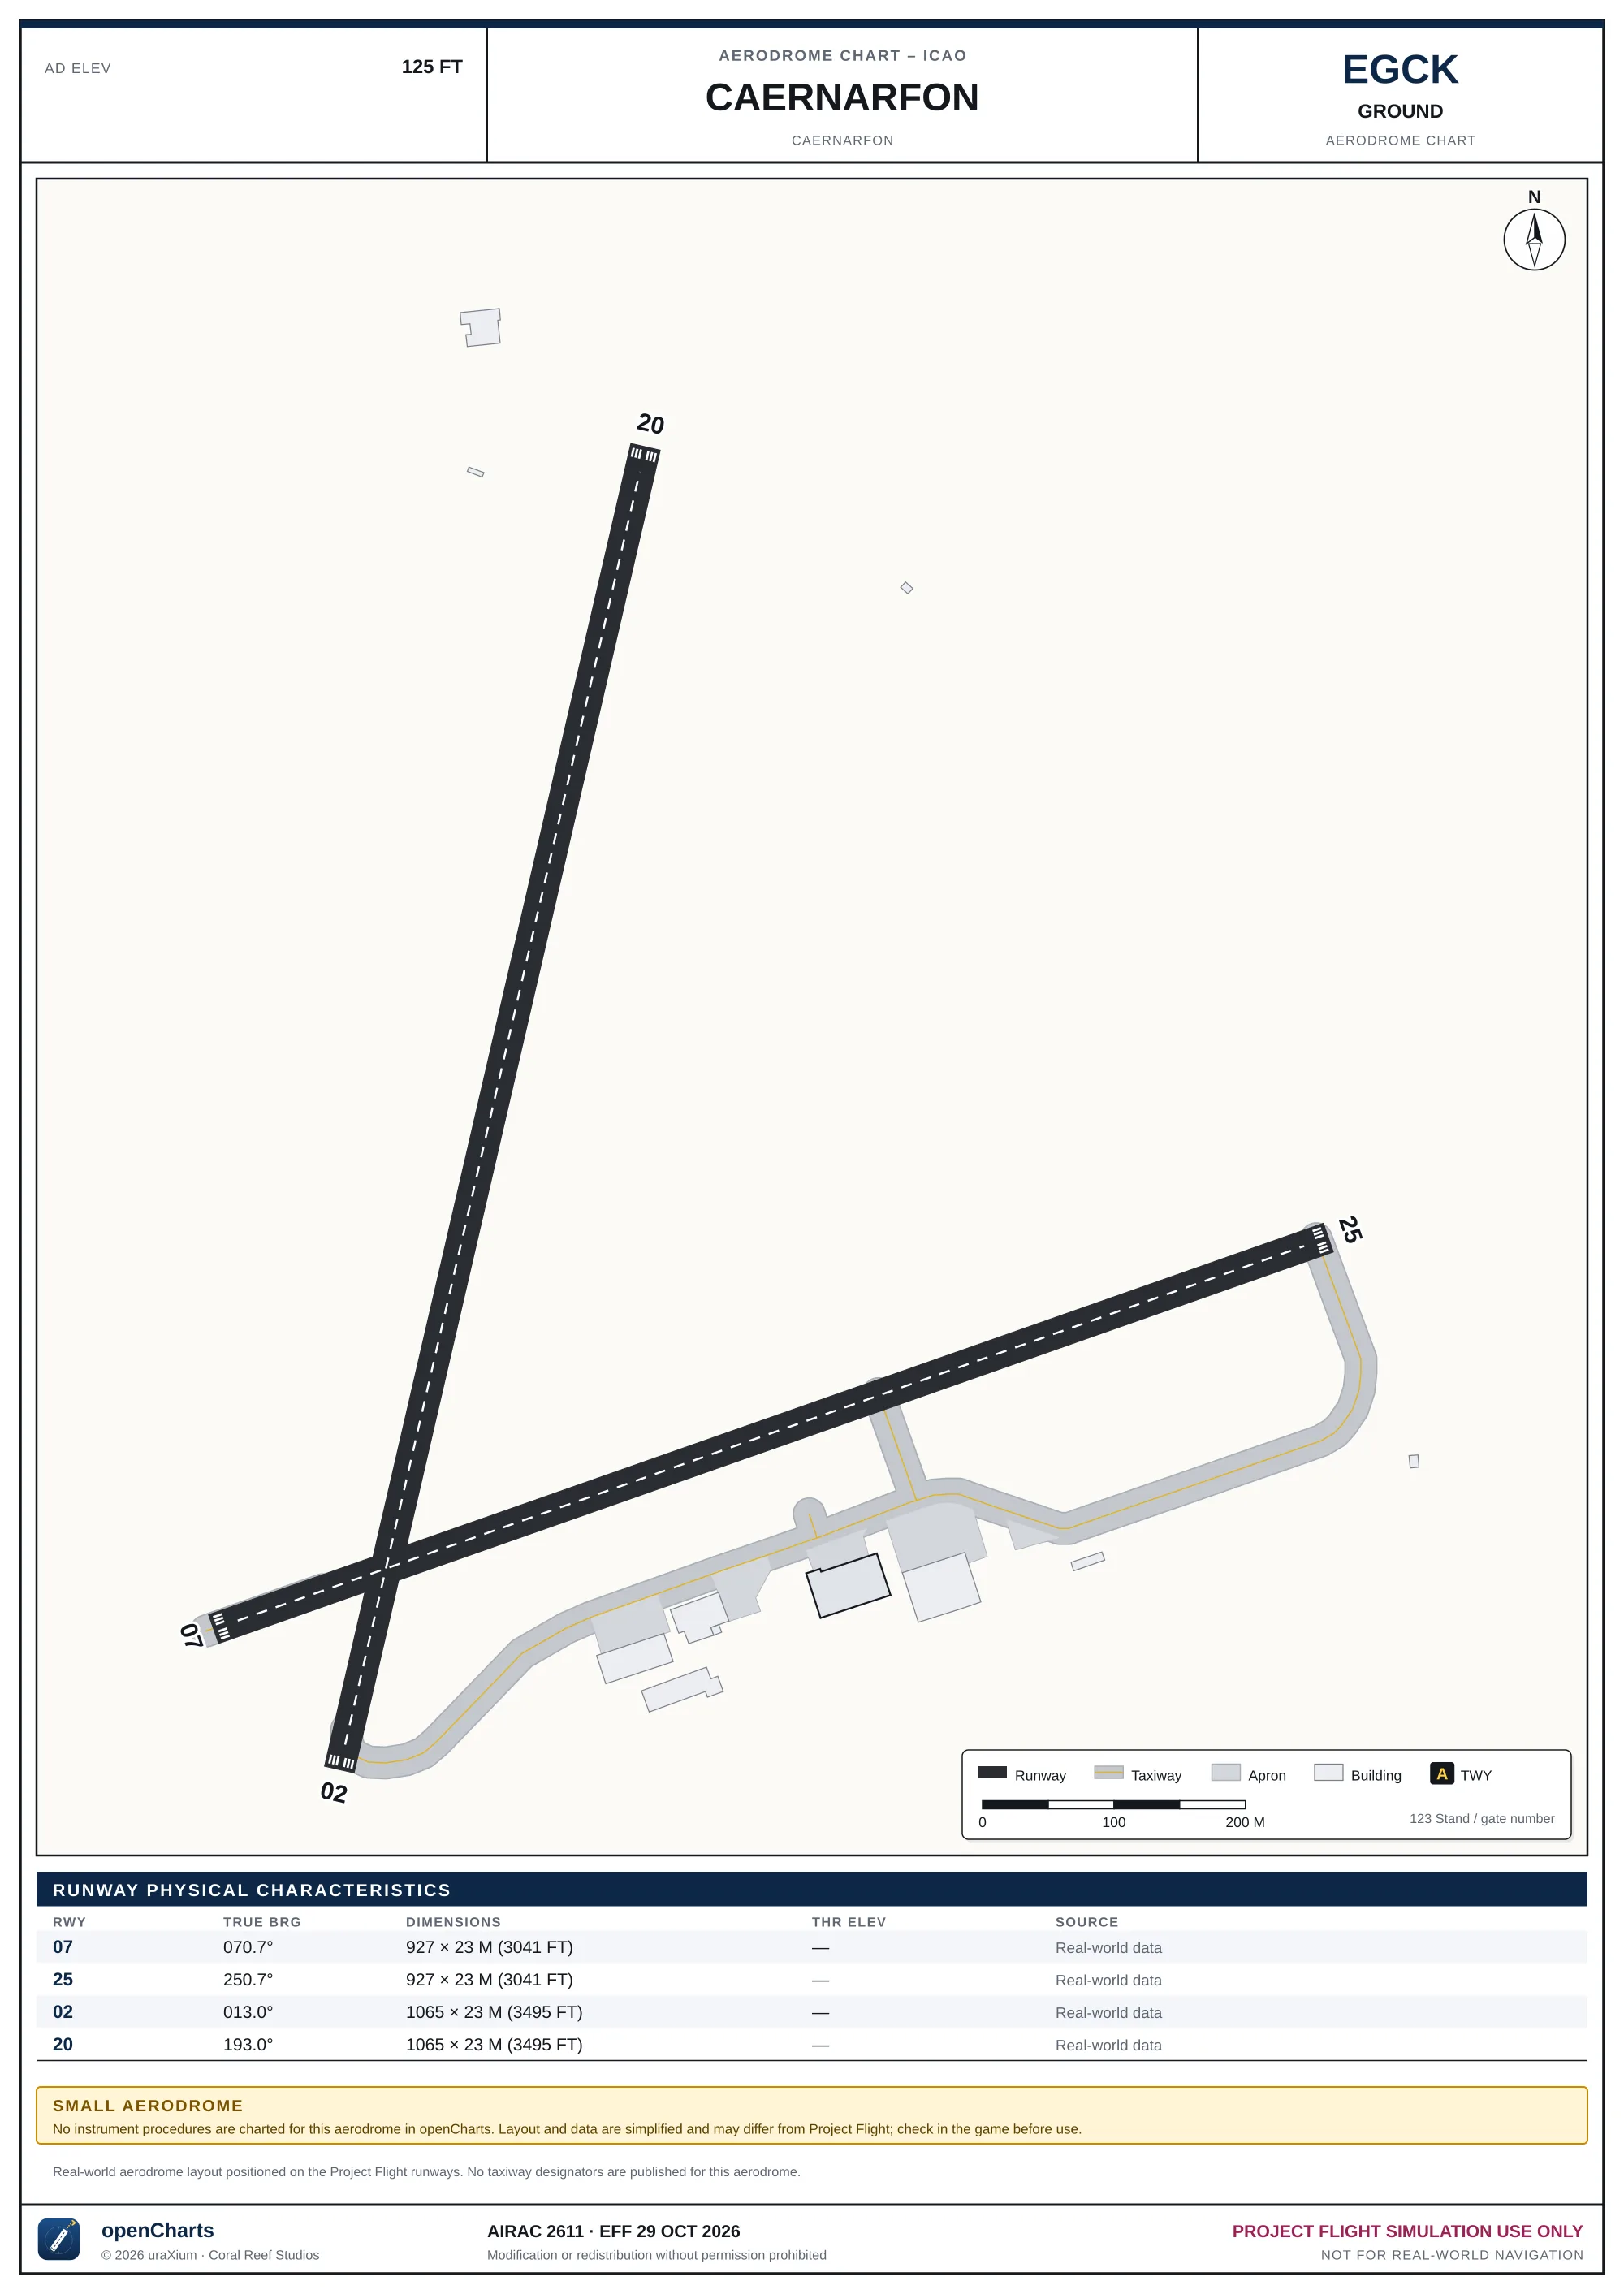 AD ELEV
125 FT
AERODROME CHART – ICAO
CAERNARFON
CAERNARFON
EGCK
GROUND
AERODROME CHART
N
20
25
07
02
Runway
Taxiway
Apron
Building
A TWY
0 100 200 M
123 Stand / gate number
RUNWAY PHYSICAL CHARACTERISTICS
RWY TRUE BRG DIMENSIONS THR ELEV SOURCE
07 070.7° 927 × 23 M (3041 FT) — Real-world data
25 250.7° 927 × 23 M (3041 FT) — Real-world data
02 013.0° 1065 × 23 M (3495 FT) — Real-world data
20 193.0° 1065 × 23 M (3495 FT) — Real-world data
SMALL AERODROME
No instrument procedures are charted for this aerodrome in openCharts. Layout and data are simplified and may differ from Project Flight; check in the game before use.
Real-world aerodrome layout positioned on the Project Flight runways. No taxiway designators are published for this aerodrome.
openCharts
© 2026 uraXium · Coral Reef Studios
AIRAC 2611 · EFF 29 OCT 2026
Modification or redistribution without permission prohibited
PROJECT FLIGHT SIMULATION USE ONLY
NOT FOR REAL-WORLD NAVIGATION